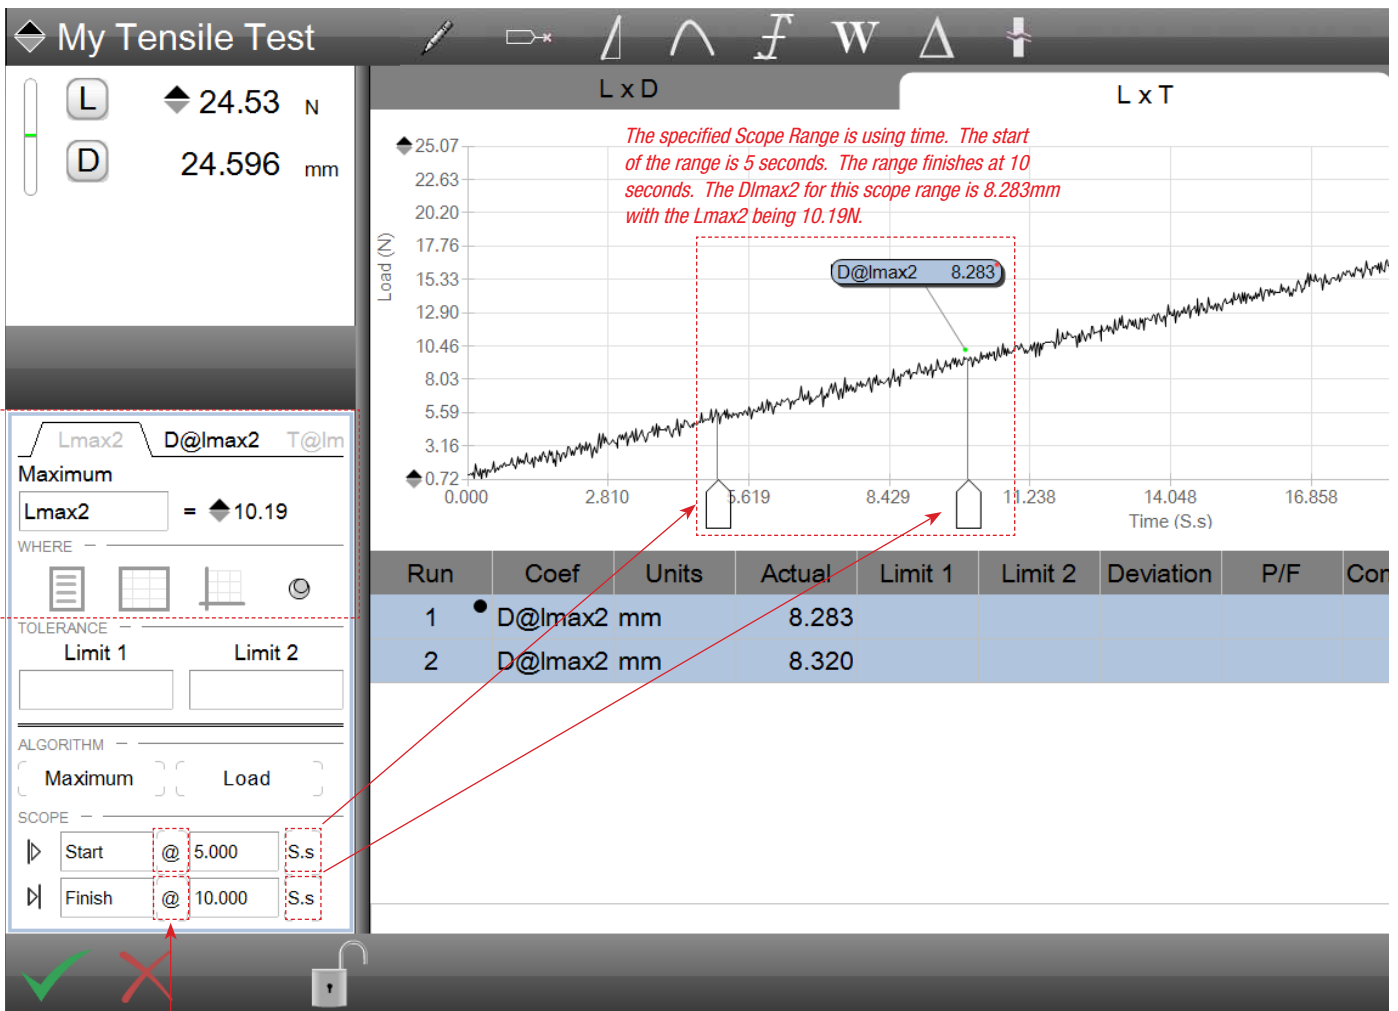 My Tensile Test
W
L 24.53 N
D 24.596 mm
L x D
L x T
The specified Scope Range is using time. The start
of the range is 5 seconds. The range finishes at 10
seconds. The DImax2 for this scope range is 8.283mm
with the Lmax2 being 10.19N.
Load (N)
25.07
22.63
20.20
17.76
15.33
12.90
10.46
8.03
5.59
3.16
0.72
D@lmax2 8.283
0.000 2.810 5.619 8.429 11.238 14.048 16.858
Time (S.s)
Lmax2 D@lmax2 T@lm
Maximum
Lmax2 = 10.19
WHERE
TOLERANCE
Limit 1 Limit 2
ALGORITHM
Maximum Load
SCOPE
Start @ 5.000 S.s
Finish @ 10.000 S.s
Run Coef Units Actual Limit 1 Limit 2 Deviation P/F Cor
1 D@lmax2 mm 8.283
2 D@lmax2 mm 8.320